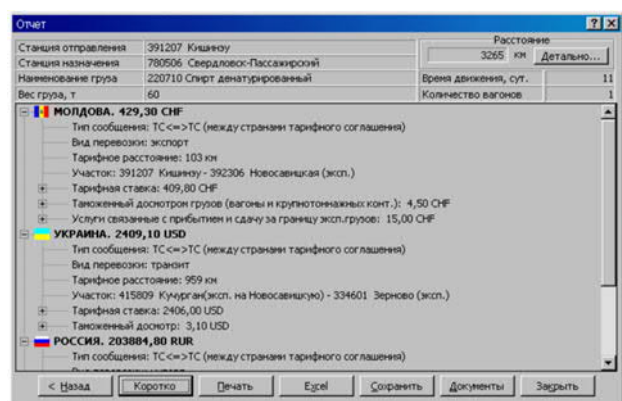 Отчет
Станция отправления 391207 Кишинэу
Расстояние
Станция назначения 780506 Свердловск-Пассажирский
3265 км Детально...
Наименование груза 220710 Спирт денатурированный Время движения, сут. 11
Вес груза, т 60 Количество вагонов 1
МОЛДОВА. 429,30 CHF
Тип сообщения: ТС<=>ТС (между странами тарифного соглашения)
Вид перевозки: экспорт
Тарифное расстояние: 103 км
Участок: 391207 Кишинэу - 392306 Новосавицкая (эксп.)
Тарифная ставка: 409,80 CHF
Таможенный досмотром грузов (вагоны и крупнотоннажных конт.): 4,50 CHF
Услуги связанные с прибытием и сдачу за границу эксп.грузов: 15,00 CHF
УКРАИНА. 2409,10 USD
Тип сообщения: ТС<=>ТС (между странами тарифного соглашения)
Вид перевозки: транзит
Тарифное расстояние: 959 км
Участок: 415809 Кучурган(эксп. на Новосавицкую) - 334601 Зерново (эксп.)
Тарифная ставка: 2406,00 USD
Таможенный досмотр: 3,10 USD
РОССИЯ. 203884,80 RUR
Тип сообщения: ТС<=>ТС (между странами тарифного соглашения)
< Назад Коротко Печать Excel Сохранить Документы Закрыть